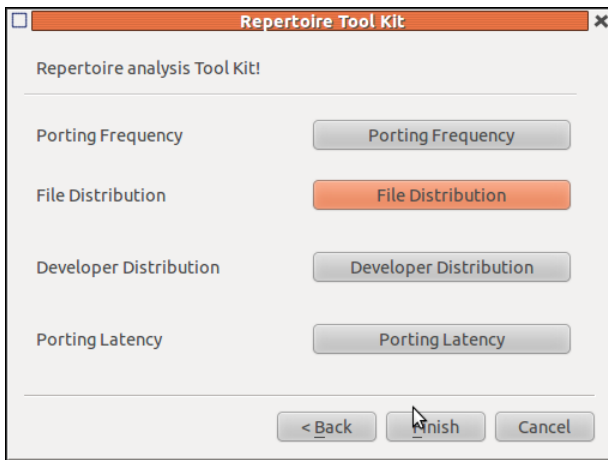 Repertoire Tool Kit
Repertoire analysis Tool Kit!
Porting Frequency Porting Frequency
File Distribution File Distribution
Developer Distribution Developer Distribution
Porting Latency Porting Latency
< Back Finish Cancel